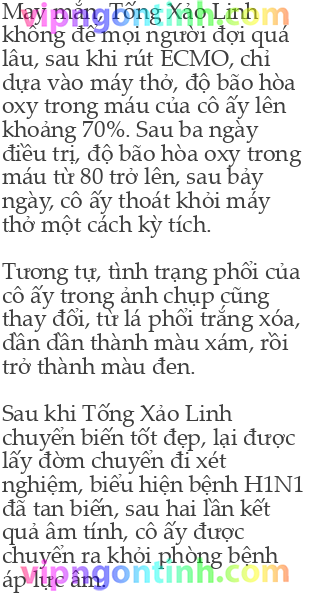 May mắn, Tống Xảo Linh
không để mọi người đợi quá
lâu, sau khi rút ECMO, chỉ
dựa vào máy thở, độ bão hòa
oxy trong máu của cô ấy lên
khoảng 70%. Sau ba ngày
điều trị, độ bão hòa oxy trong
máu từ 80 trở lên, sau bảy
ngày, cô ấy thoát khỏi máy
thở một cách kỳ tích.
Tương tự, tình trạng phổi của
cô ấy trong ảnh chụp cũng
thay đổi, từ lá phổi trắng xóa,
dần dần thành màu xám, rồi
trở thành màu đen.
Sau khi Tống Xảo Linh
chuyển biến tốt đẹp, lại được
lấy đờm chuyển đi xét
nghiệm, biểu hiện bệnh H1N1
đã tan biến, sau hai lần kết
quả âm tính, cô ấy được
chuyển ra khỏi phòng bệnh
áp lực âm.
vipngontinh.com
vipngontinh.com